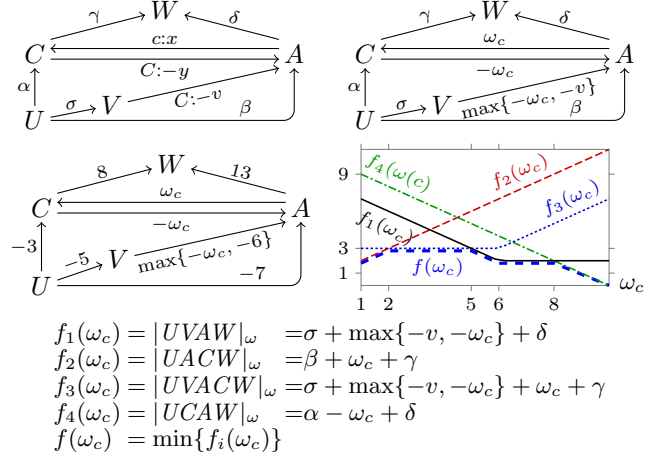 γ W δ
C c:x A
C:−y
α
σ V C:−v β
U
γ W δ
C ω_c A
−ω_c
α
σ V max{−ω_c, −v} β
U
8 W 13
C ω_c A
−ω_c
−3
−5 V max{−ω_c, −6} −7
U
9
3
1
1 2 5 6 8
ω_c
f_4(ω(c)
f_2(ω_c)
f_1(ω_c)
f_3(ω_c)
f(ω_c)
f_1(ω_c) = |UVAW|_ω =σ + max{−v, −ω_c} + δ
f_2(ω_c) = |UACW|_ω =β + ω_c + γ
f_3(ω_c) = |UVACW|_ω =σ + max{−v, −ω_c} + ω_c + γ
f_4(ω_c) = |UCAW|_ω =α − ω_c + δ
f(ω_c) = min{f_i(ω_c)}